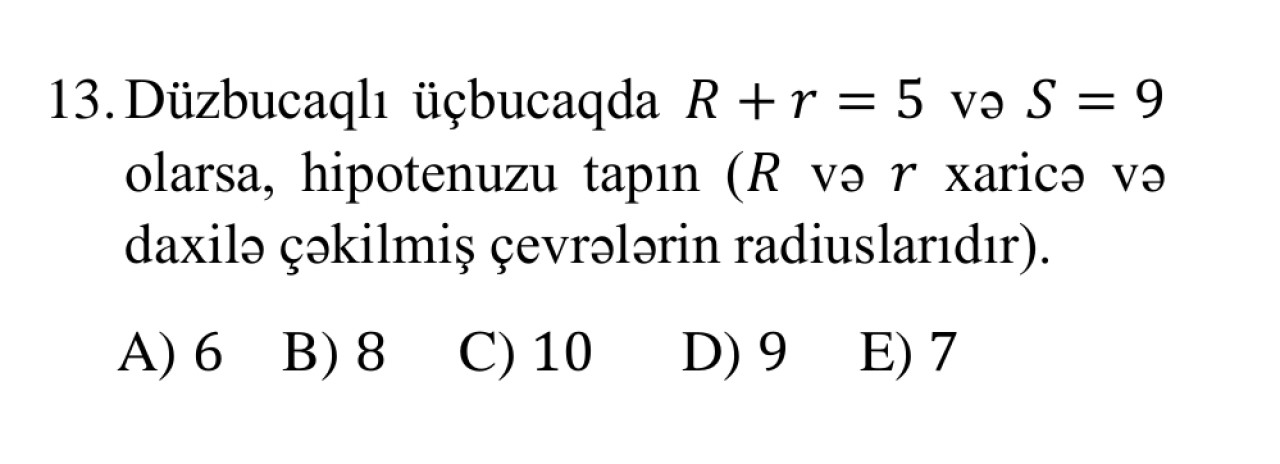 13. Düzbucaqlı üçbucaqda R + r = 5 və S = 9
olarsa, hipotenuzu tapın (R və r xaricə və
daxilə çəkilmiş çevrələrin radiuslarıdır).
A) 6 B) 8 C) 10 D) 9 E) 7